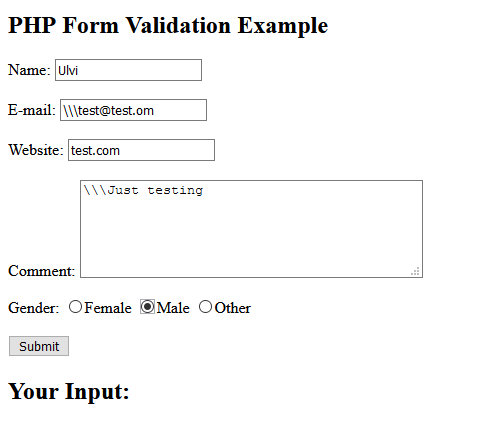 PHP Form Validation Example
Name: Ulvi
E-mail: \\\test@test.om
Website: test.com
\\\Just testing
Comment:
Gender: Female Male Other
Submit
Your Input: